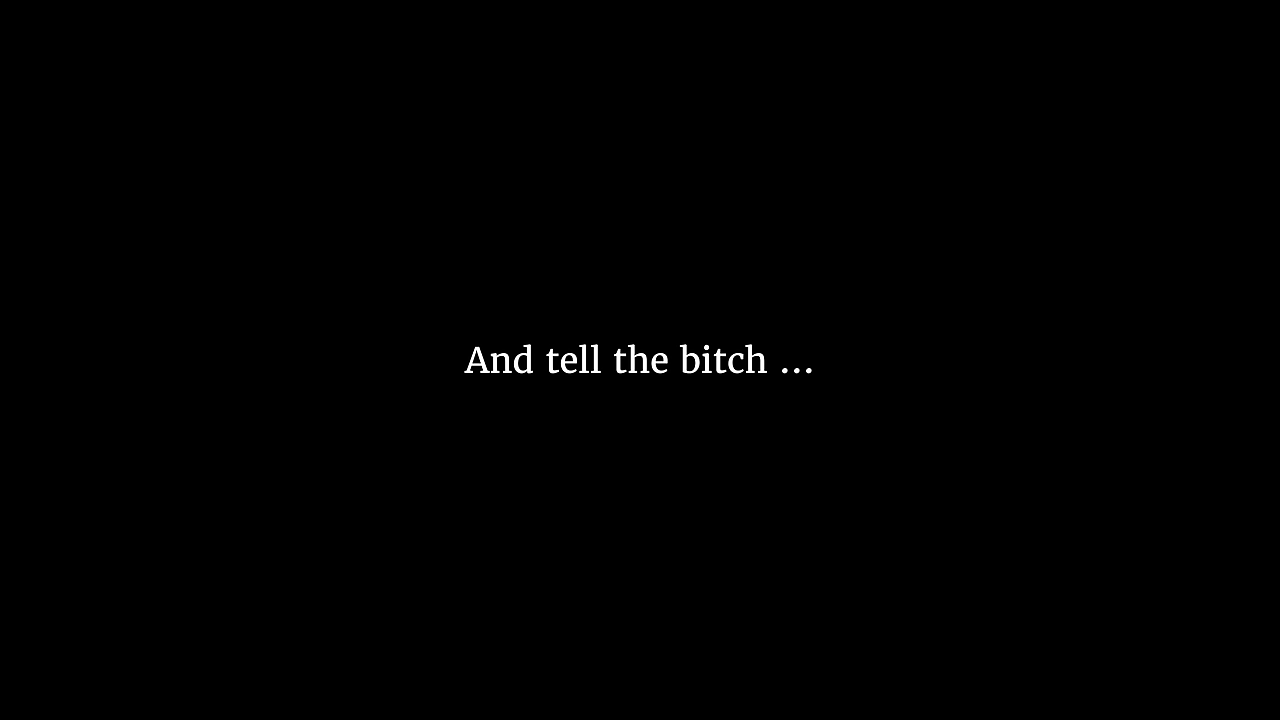 And tell the bitch ...